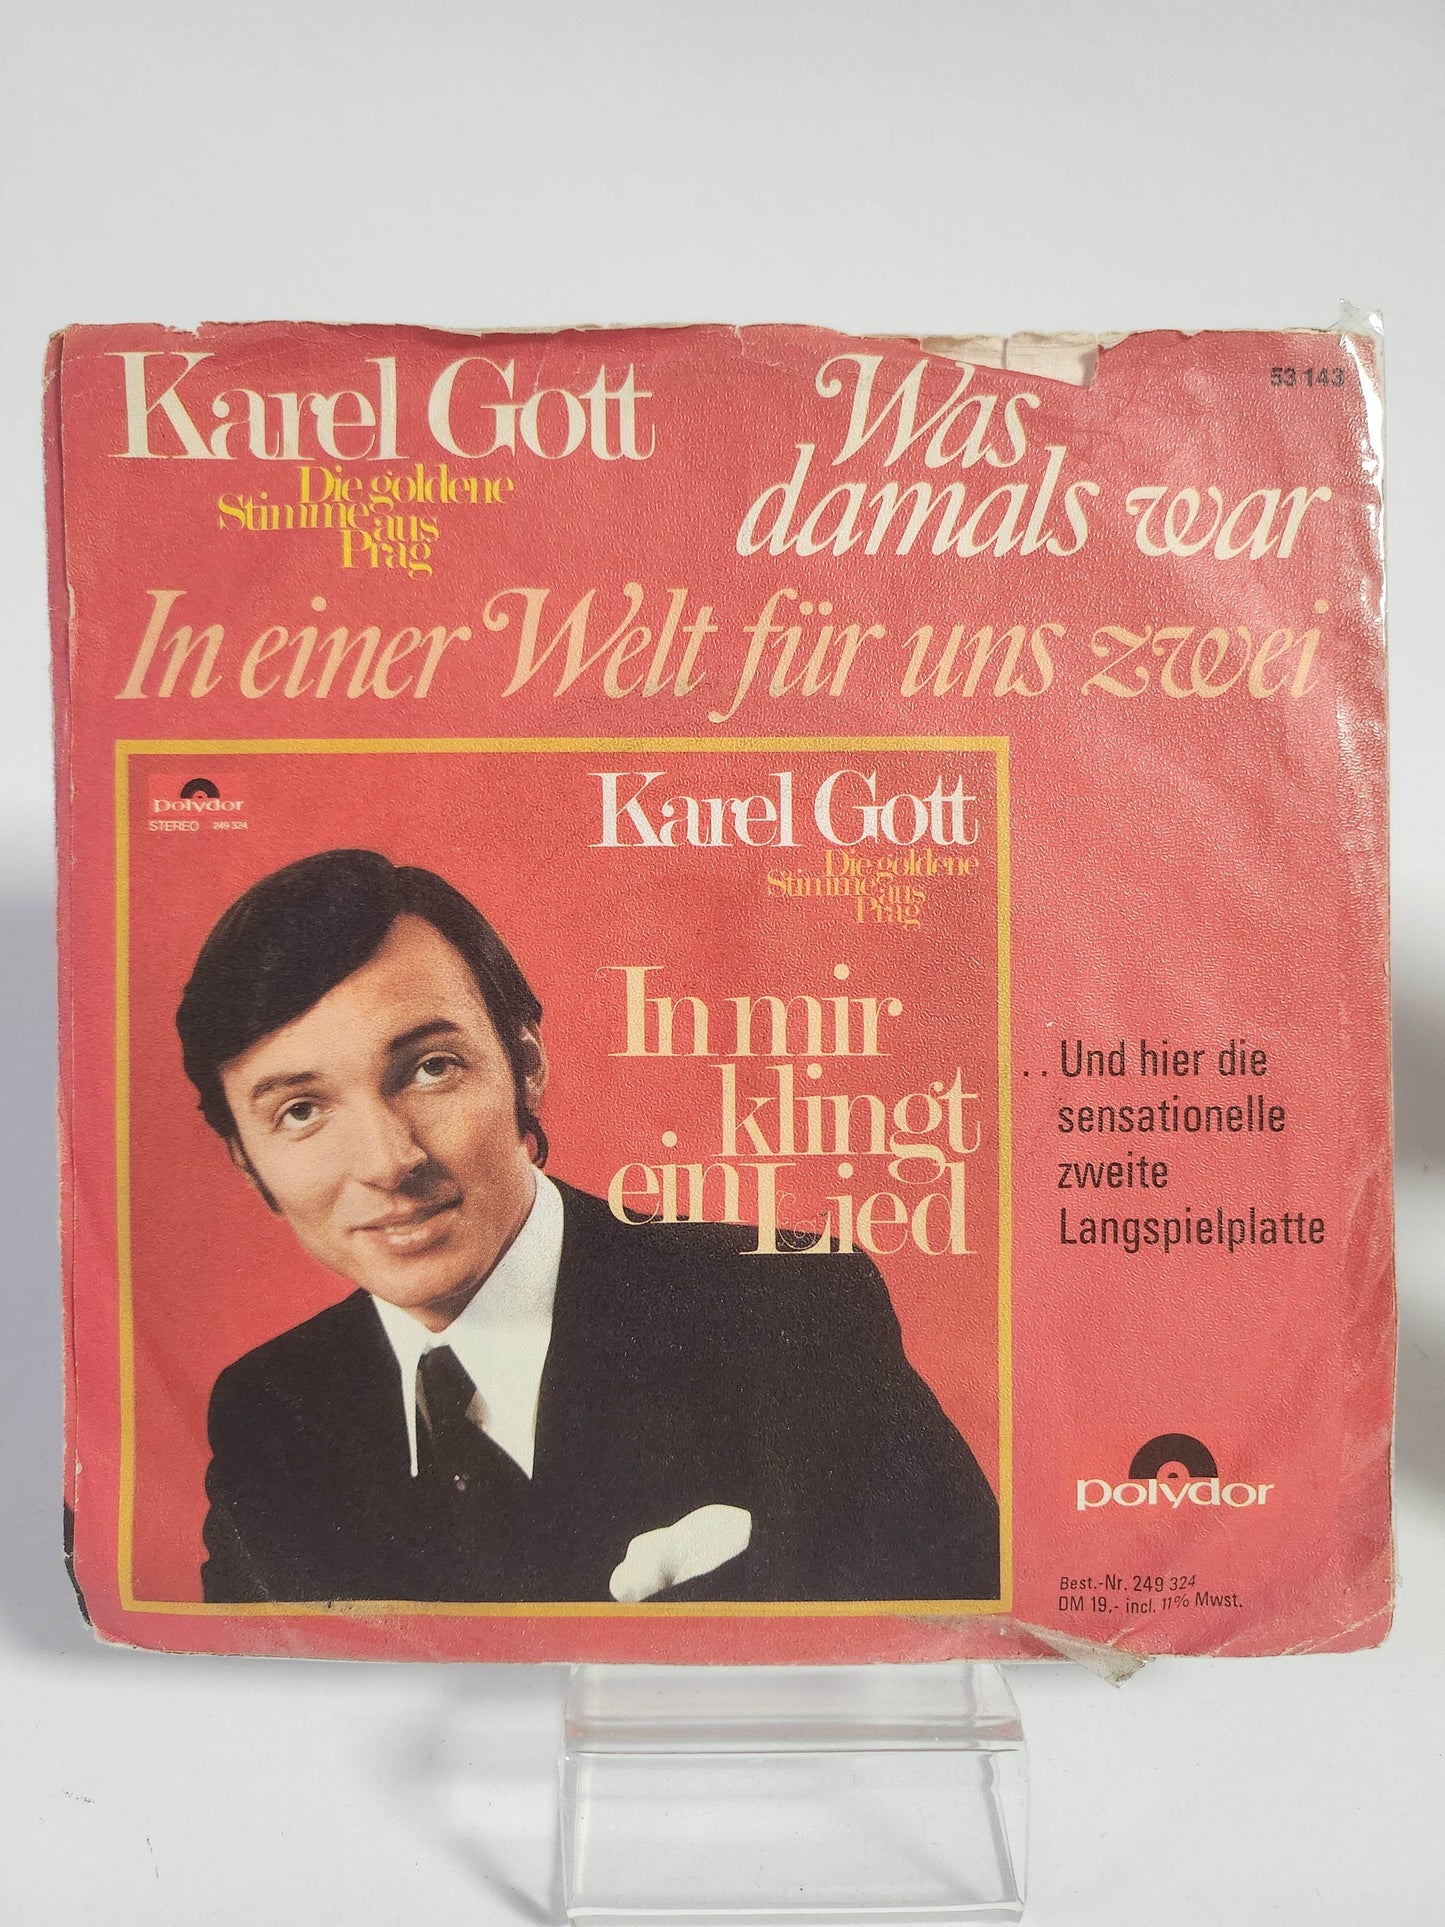 Karel Gott
Die goldene
Stimme aus
Prag
Was
damals war
53 143
In einer Welt für uns zwei
polydor
STEREO 249 324
Karel Gott
Die goldene
Stimme aus
Prag
In mir
klingt
ein Lied
.. Und hier die
sensationelle
zweite
Langspielplatte
polydor
Best.-Nr. 249 324
DM 19,- incl. 11% Mwst.